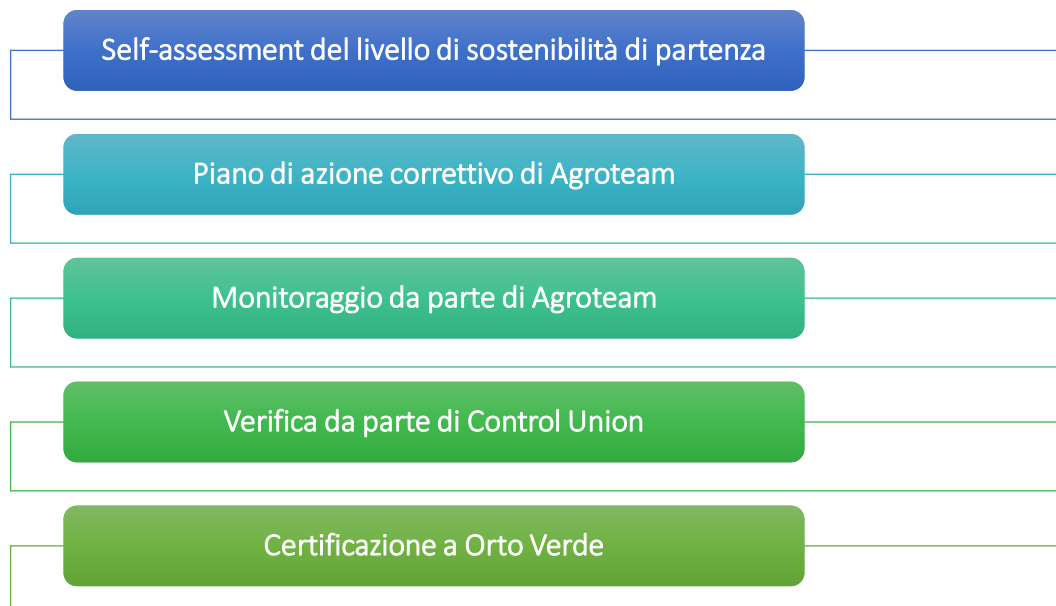 Self-assessment del livello di sostenibilità di partenza
Piano di azione correttivo di Agroteam
Monitoraggio da parte di Agroteam
Verifica da parte di Control Union
Certificazione a Orto Verde